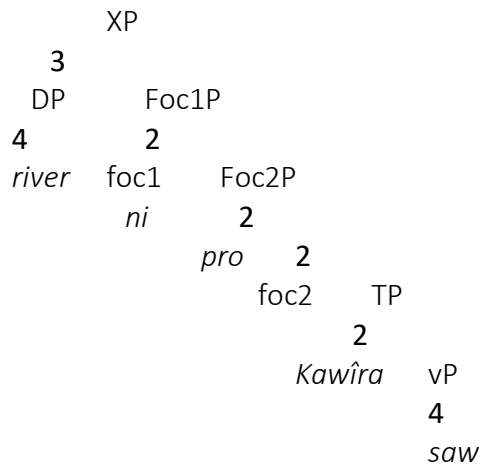 XP
3
DP Foc1P
4 2
river foc1 Foc2P
ni 2
pro 2
foc2 TP
2
Kawîra vP
4
saw